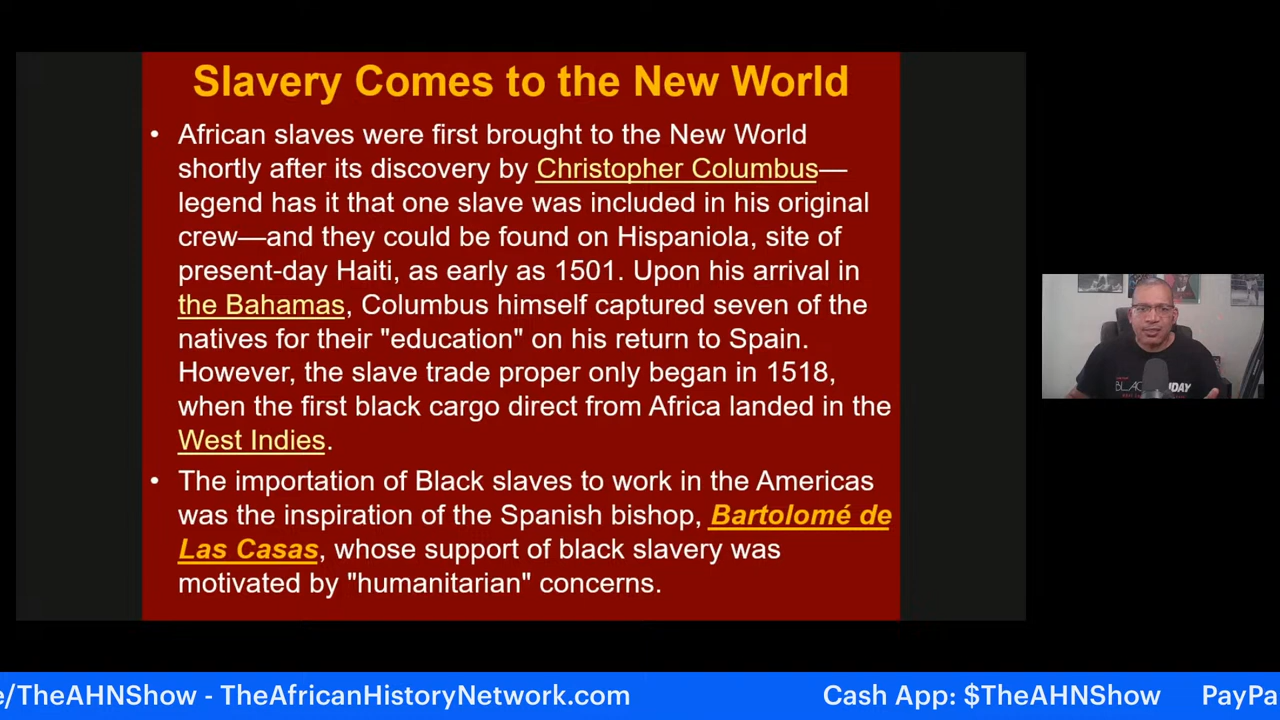 Slavery Comes to the New World
• African slaves were first brought to the New World
shortly after its discovery by Christopher Columbus—
legend has it that one slave was included in his original
crew—and they could be found on Hispaniola, site of
present-day Haiti, as early as 1501. Upon his arrival in
the Bahamas, Columbus himself captured seven of the
natives for their "education" on his return to Spain.
However, the slave trade proper only began in 1518,
when the first black cargo direct from Africa landed in the
West Indies.
• The importation of Black slaves to work in the Americas
was the inspiration of the Spanish bishop, Bartolomé de
Las Casas, whose support of black slavery was
motivated by "humanitarian" concerns.
e/TheAHNShow - TheAfricanHistoryNetwork.com Cash App: $TheAHNShow PayPa